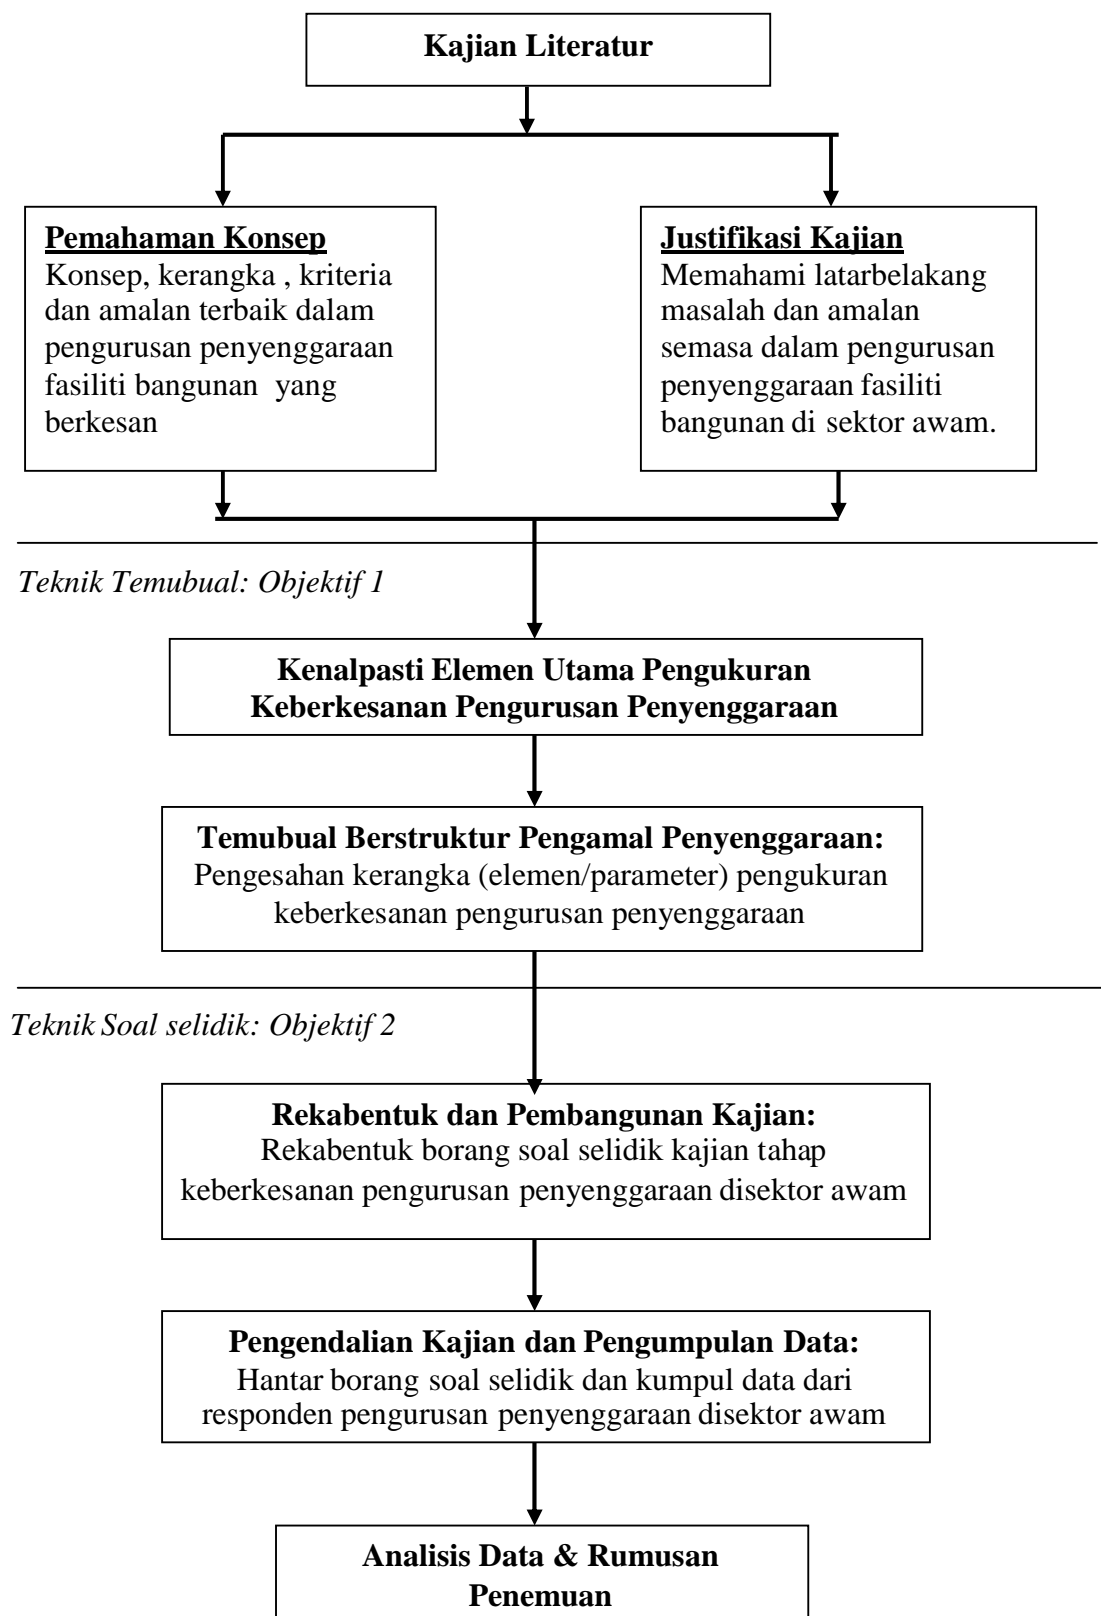 Kajian Literatur
Pemahaman Konsep
Konsep, kerangka , kriteria
dan amalan terbaik dalam
pengurusan penyenggaraan
fasiliti bangunan yang
berkesan
Justifikasi Kajian
Memahami latarbelakang
masalah dan amalan
semasa dalam pengurusan
penyenggaraan fasiliti
bangunan di sektor awam.
Teknik Temubual: Objektif 1
Kenalpasti Elemen Utama Pengukuran
Keberkesanan Pengurusan Penyenggaraan
Temubual Berstruktur Pengamal Penyenggaraan:
Pengesahan kerangka (elemen/parameter) pengukuran
keberkesanan pengurusan penyenggaraan
Teknik Soal selidik: Objektif 2
Rekabentuk dan Pembangunan Kajian:
Rekabentuk borang soal selidik kajian tahap
keberkesanan pengurusan penyenggaraan disektor awam
Pengendalian Kajian dan Pengumpulan Data:
Hantar borang soal selidik dan kumpul data dari
responden pengurusan penyenggaraan disektor awam
Analisis Data & Rumusan
Penemuan